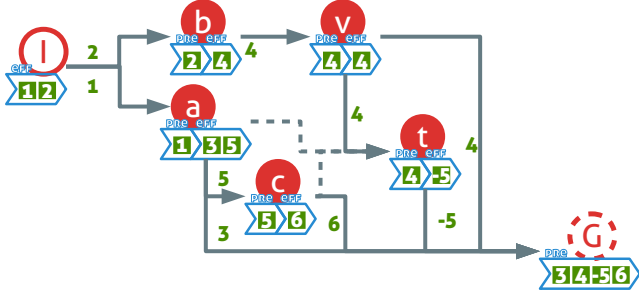 I
EFF
1 2
2
1
b
PRE EFF
2 4
4
v
PRE EFF
4 4
4
4
a
PRE EFF
1 3 5
5
3
c
PRE EFF
5 6
6
t
PRE EFF
4 -5
-5
G
PRE
3 4 -5 6